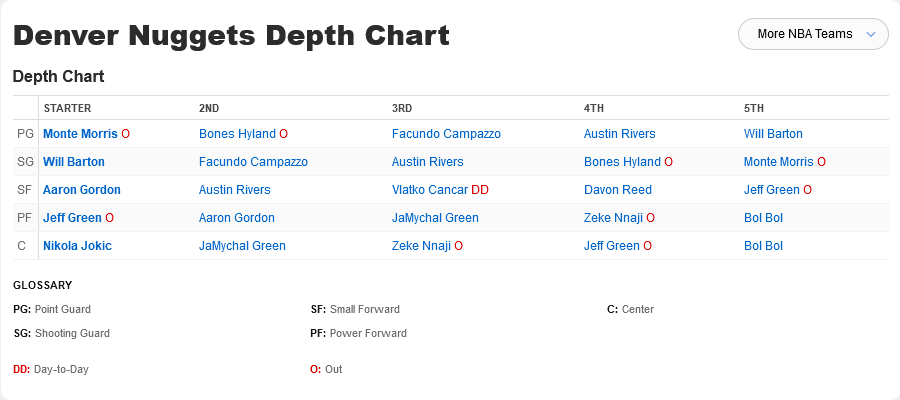 Denver Nuggets Depth Chart
More NBA Teams
Depth Chart
STARTER 2ND 3RD 4TH 5TH
PG Monte Morris O Bones Hyland O Facundo Campazzo Austin Rivers Will Barton
SG Will Barton Facundo Campazzo Austin Rivers Bones Hyland O Monte Morris O
SF Aaron Gordon Austin Rivers Vlatko Cancar DD Davon Reed Jeff Green O
PF Jeff Green O Aaron Gordon JaMychal Green Zeke Nnaji O Bol Bol
C Nikola Jokic JaMychal Green Zeke Nnaji O Jeff Green O Bol Bol
GLOSSARY
PG: Point Guard SF: Small Forward C: Center
SG: Shooting Guard PF: Power Forward
DD: Day-to-Day O: Out